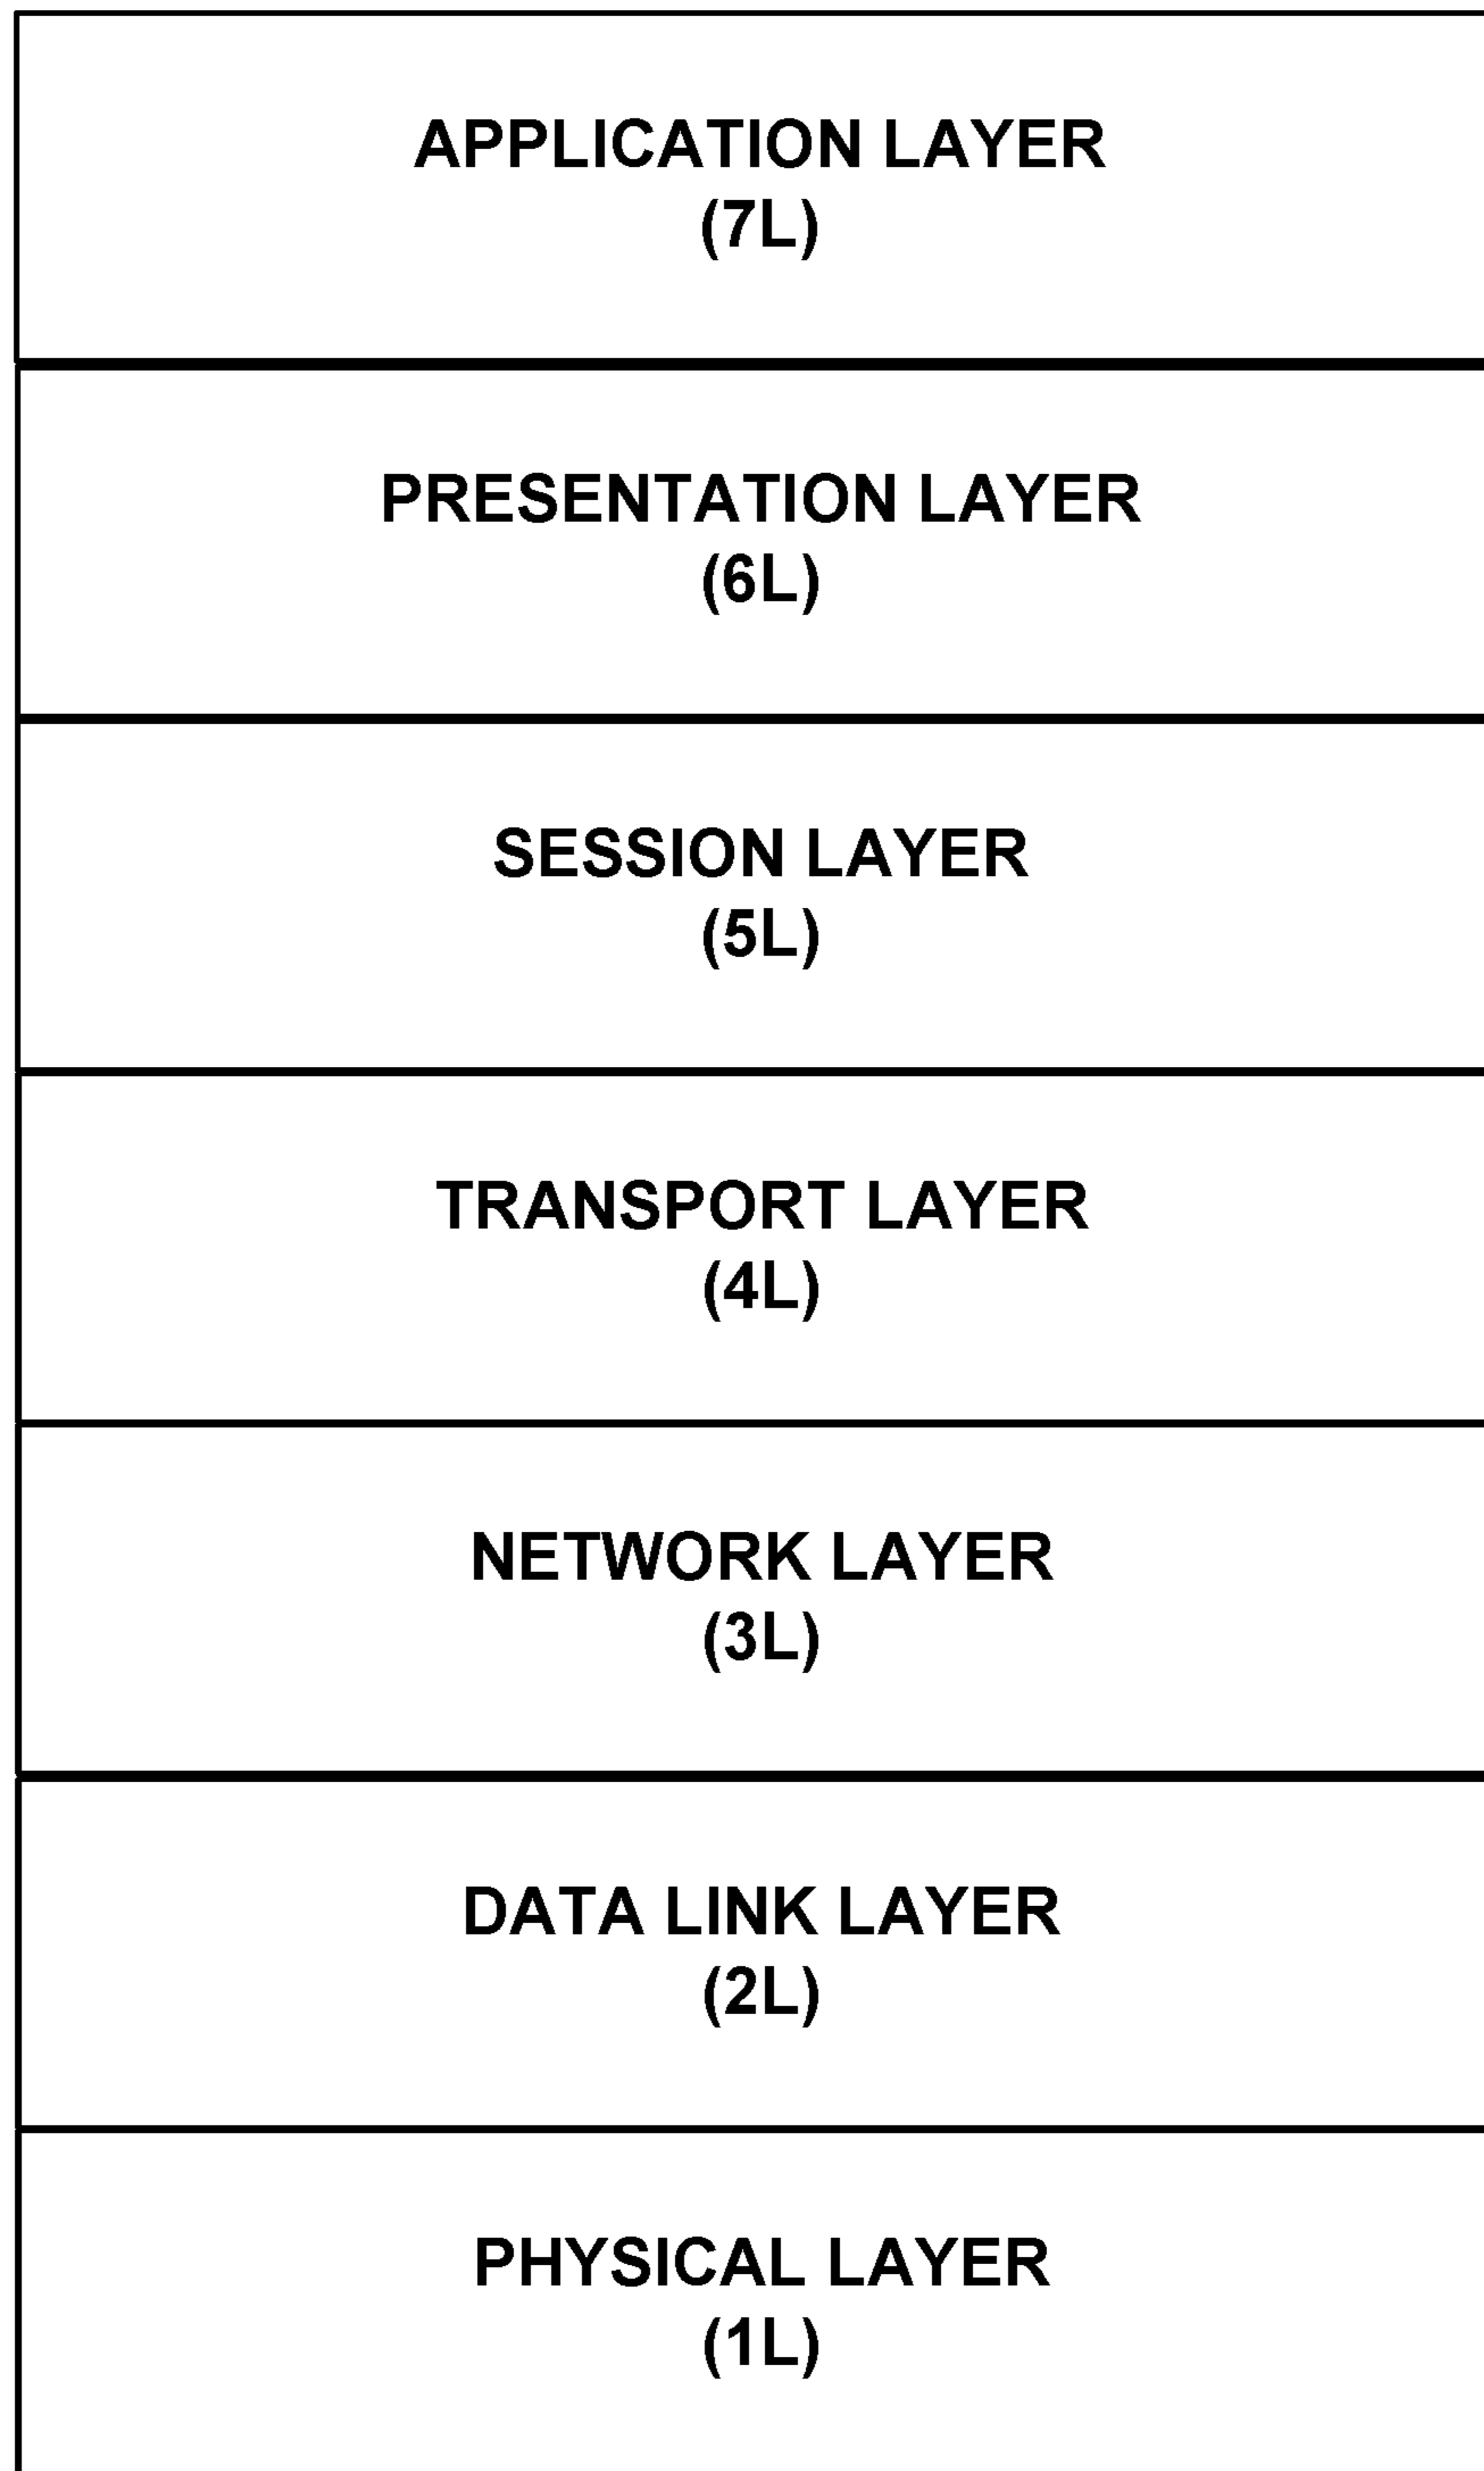 APPLICATION LAYER
(7L)
PRESENTATION LAYER
(6L)
SESSION LAYER
(5L)
TRANSPORT LAYER
(4L)
NETWORK LAYER
(3L)
DATA LINK LAYER
(2L)
PHYSICAL LAYER
(1L)